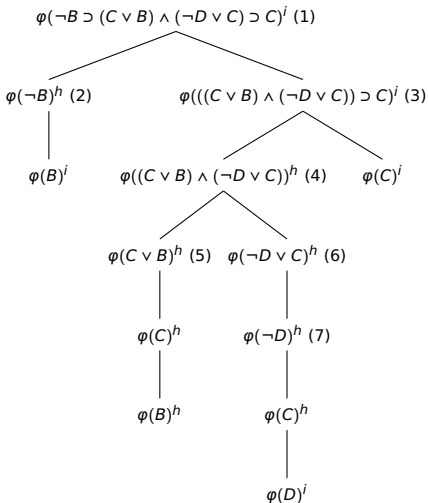 φ(¬B ⊃ (C ∨ B) ∧ (¬D ∨ C) ⊃ C)^i (1)
φ(¬B)^h (2) φ(((C ∨ B) ∧ (¬D ∨ C)) ⊃ C)^i (3)
φ(B)^i φ((C ∨ B) ∧ (¬D ∨ C))^h (4) φ(C)^i
φ(C ∨ B)^h (5) φ(¬D ∨ C)^h (6)
φ(C)^h φ(¬D)^h (7)
φ(B)^h φ(C)^h
φ(D)^i